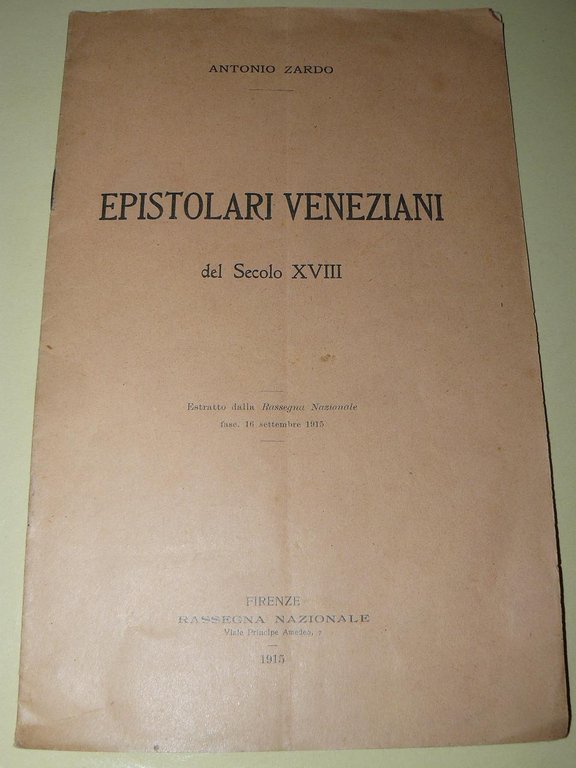 ANTONIO ZARDO
EPISTOLARI VENEZIANI
del Secolo XVIII
Estratto dalla Rassegna Nazionale
fasc. 16 settembre 1915
FIRENZE
RASSEGNA NAZIONALE
Viale Principe Amedeo, 7
1915